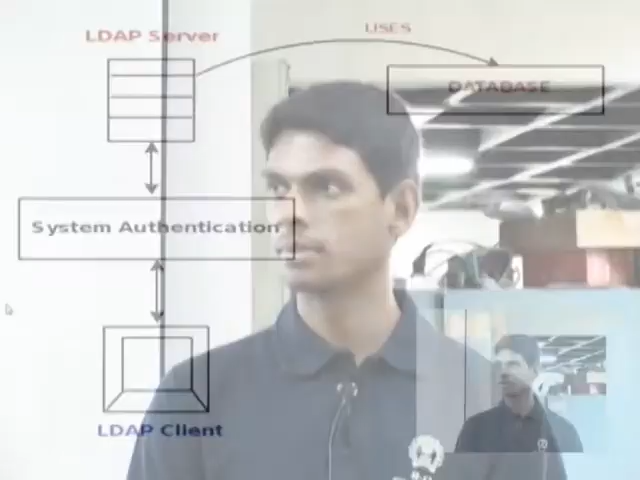 LDAP Server
USES
DATABASE
System Authentication
LDAP Client